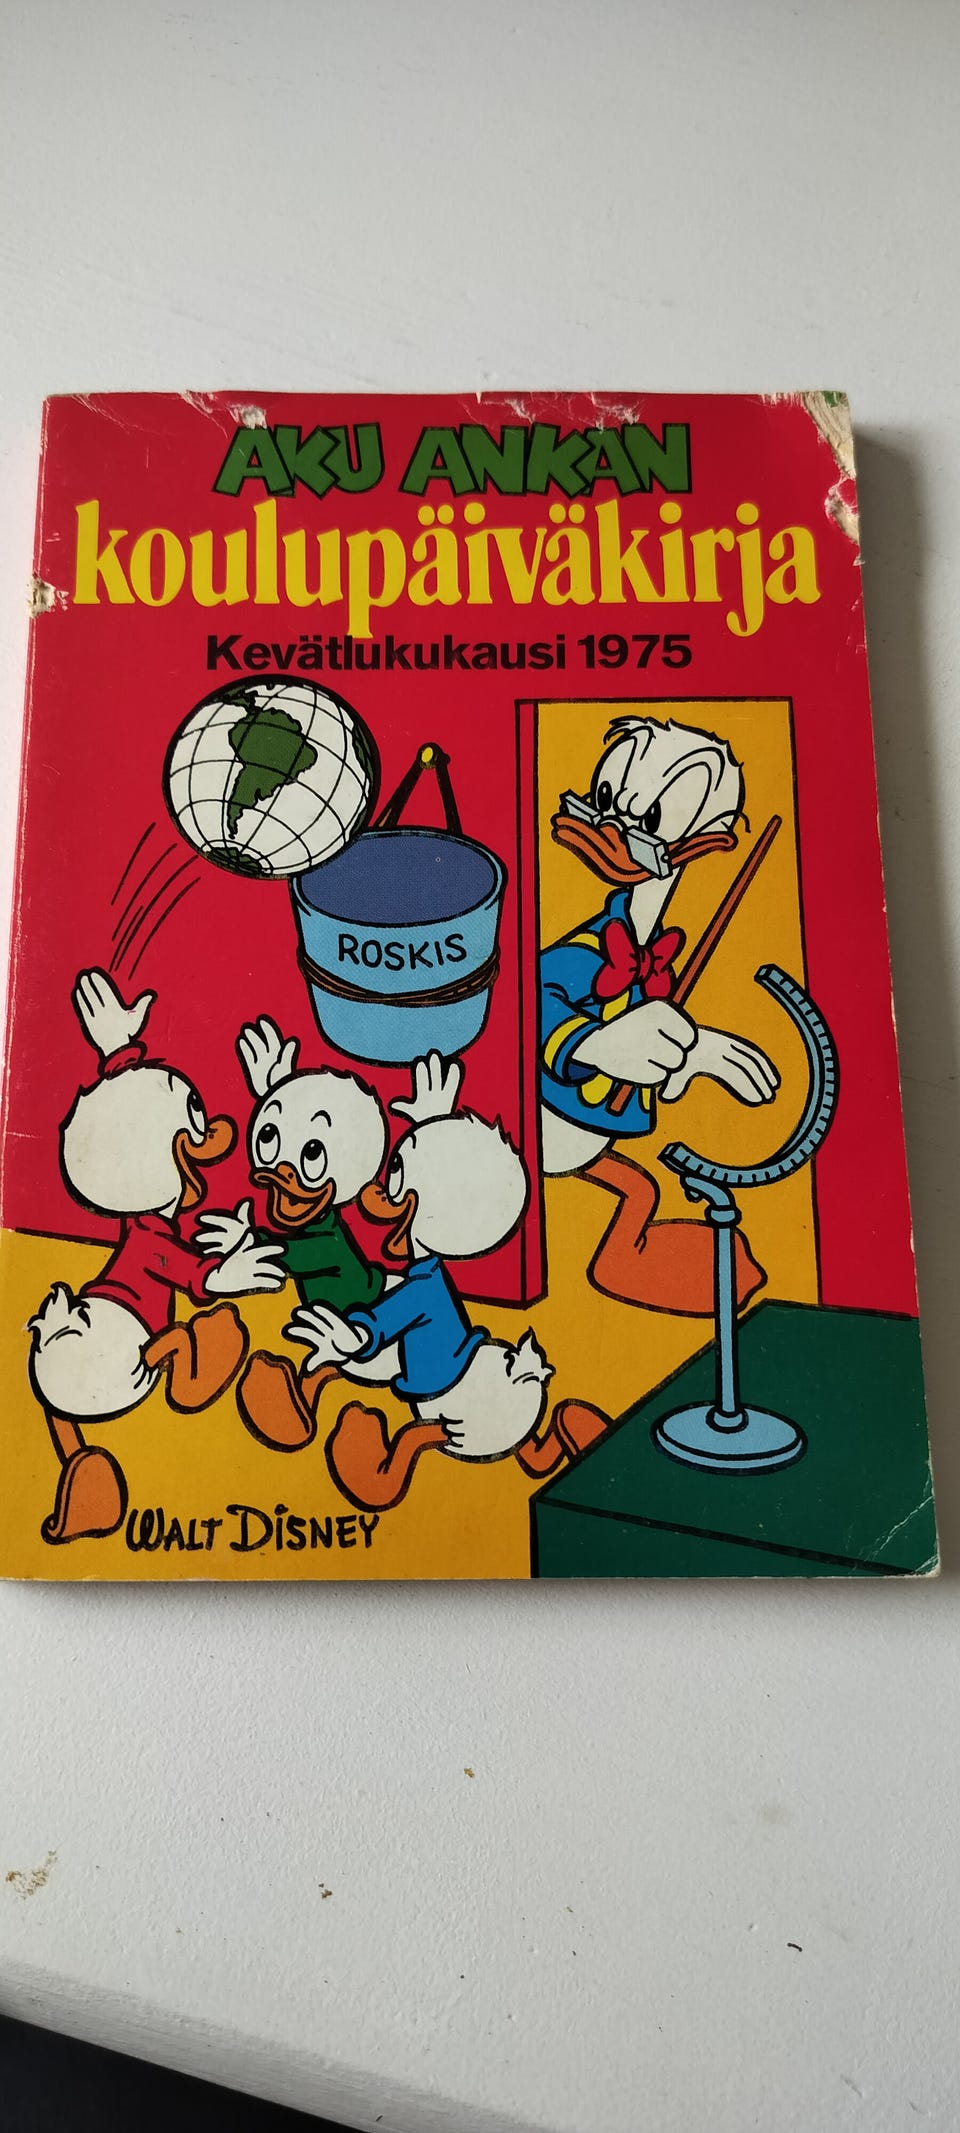 AKU ANKAN
koulupäiväkirja
Kevätlukukausi 1975
ROSKIS
WALT DISNEY